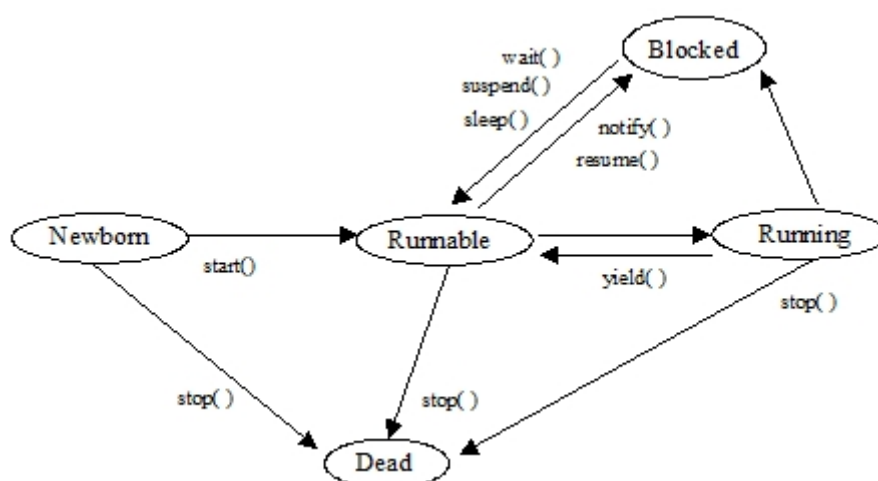 Blocked
wait( )
suspend( )
sleep( )
notify( )
resume( )
Newborn
start()
Runnable
yield( )
Running
stop( )
stop( )
stop( )
Dead